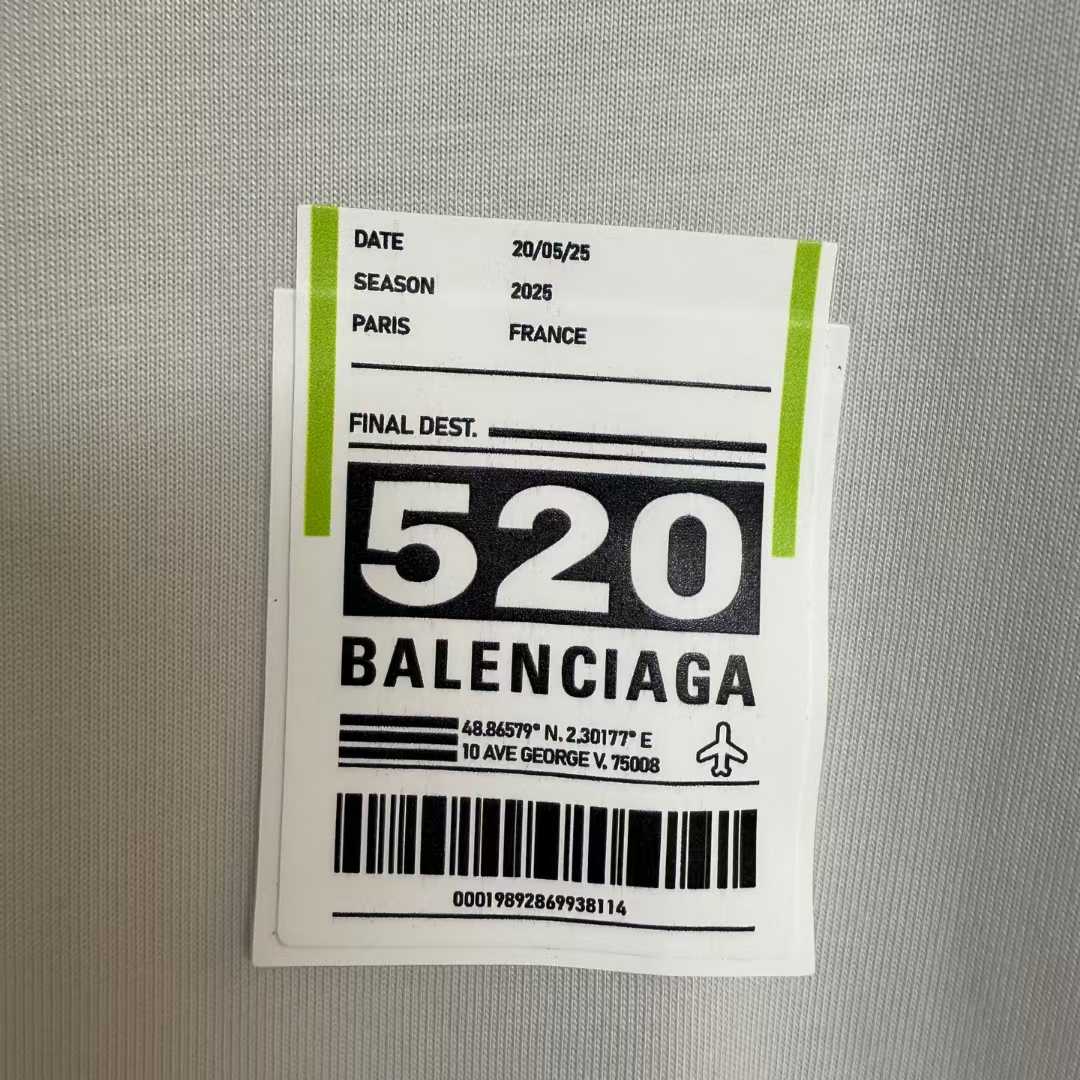 DATE 20/05/25
SEASON 2025
PARIS FRANCE
FINAL DEST.
520
BALENCIAGA
48.86579° N. 2,30177° E
10 AVE GEORGE V. 75008
00019892869938114